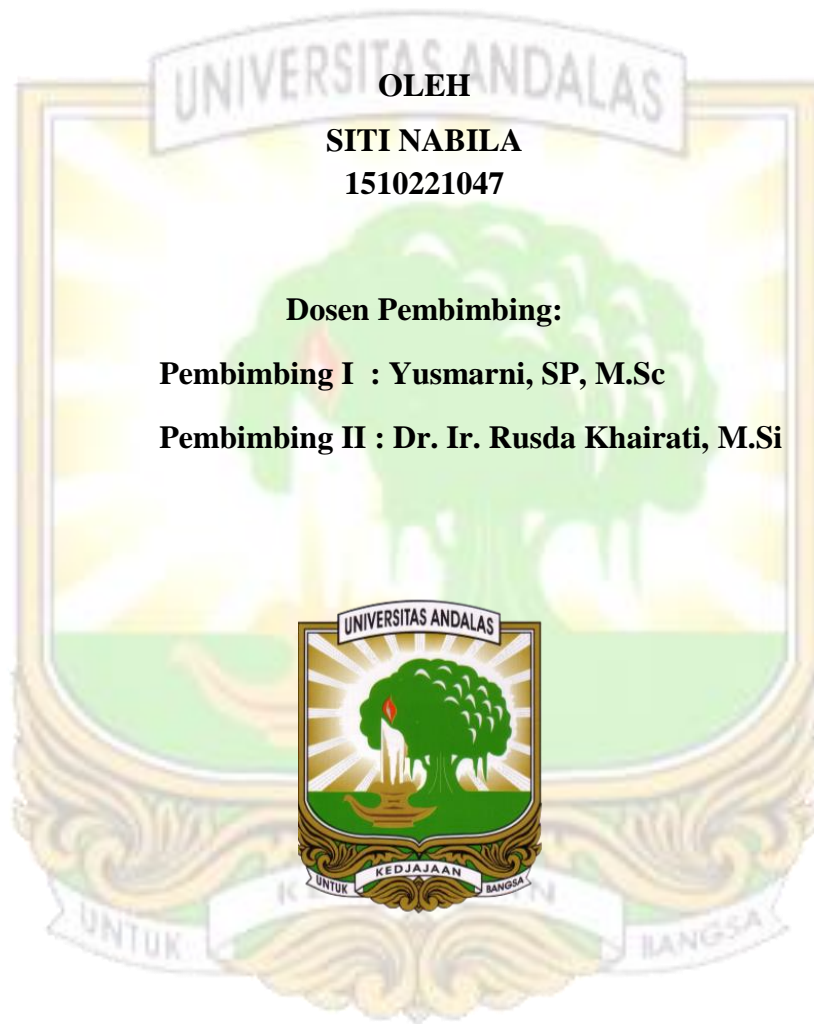 UNIVERSITAS ANDALAS
OLEH
SITI NABILA
1510221047
Dosen Pembimbing:
Pembimbing I : Yusmarni, SP, M.Sc
Pembimbing II : Dr. Ir. Rusda Khairati, M.Si
UNIVERSITAS ANDALAS
UNTUK KEDJAJAAN BANGSA
UNTUK BANGSA